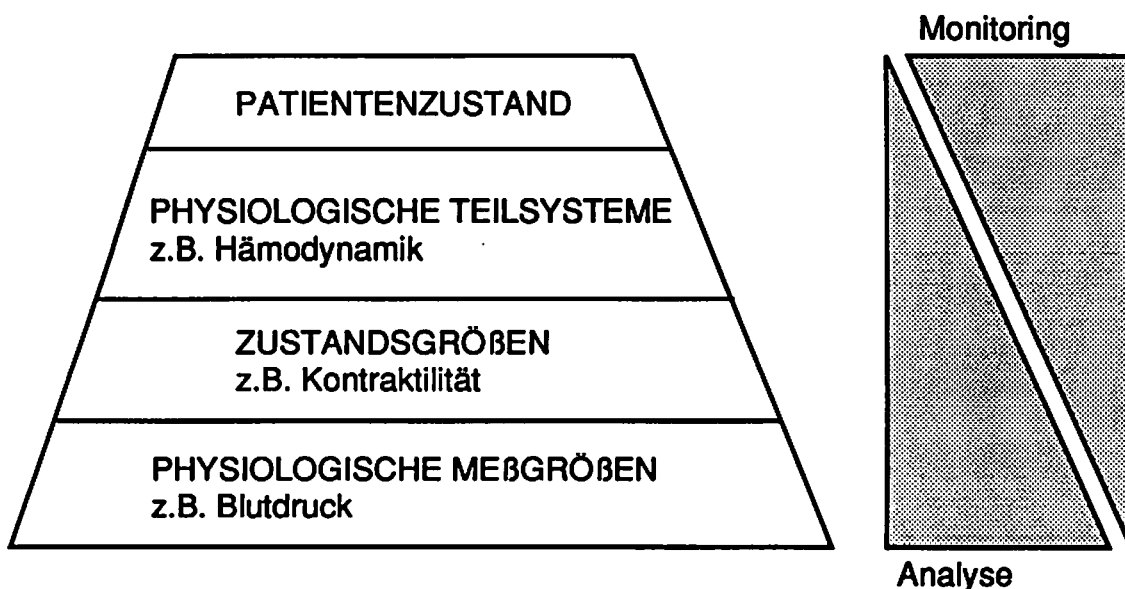 Monitoring
PATIENTENZUSTAND
PHYSIOLOGISCHE TEILSYSTEME
z.B. Hämodynamik
ZUSTANDSGRÖßEN
z.B. Kontraktilität
PHYSIOLOGISCHE MEßGRÖßEN
z.B. Blutdruck
Analyse